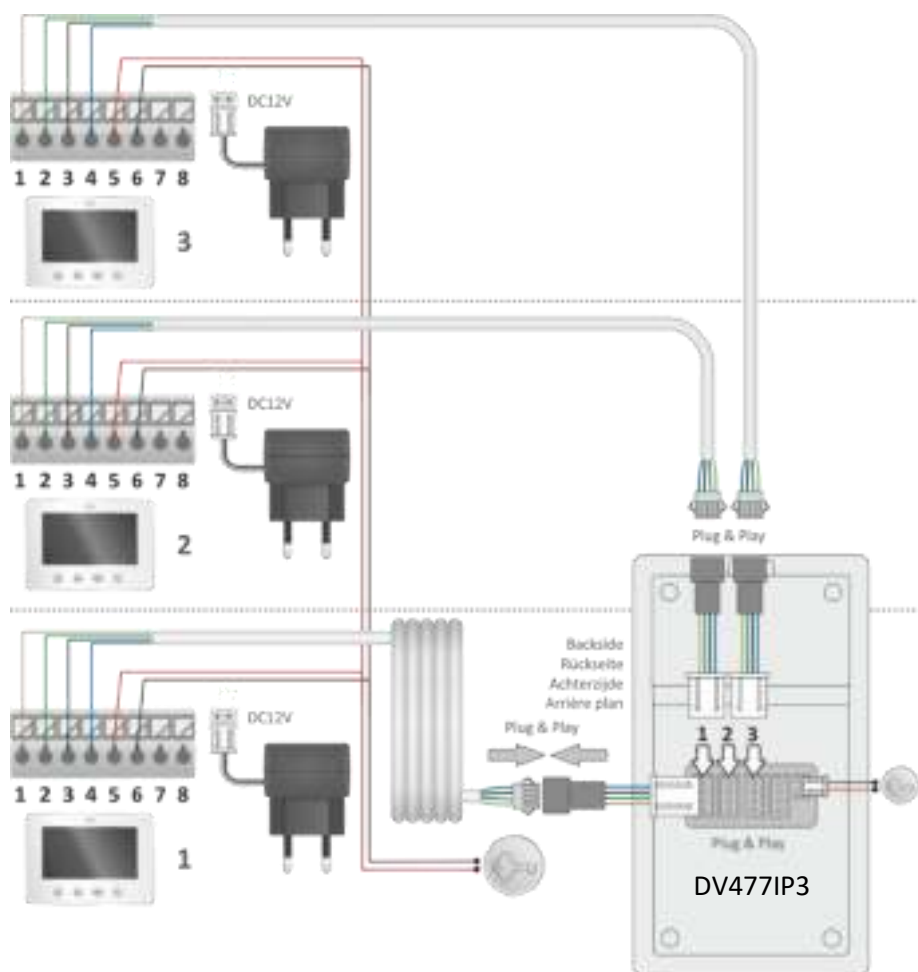 DC12V
1 2 3 4 5 6 7 8
3
DC12V
1 2 3 4 5 6 7 8
2
Plug & Play
Backside
Rückseite
Achterzijde
Arrière plan
Plug & Play
DC12V
1 2 3 4 5 6 7 8
1
1 2 3
Plug & Play
DV477IP3